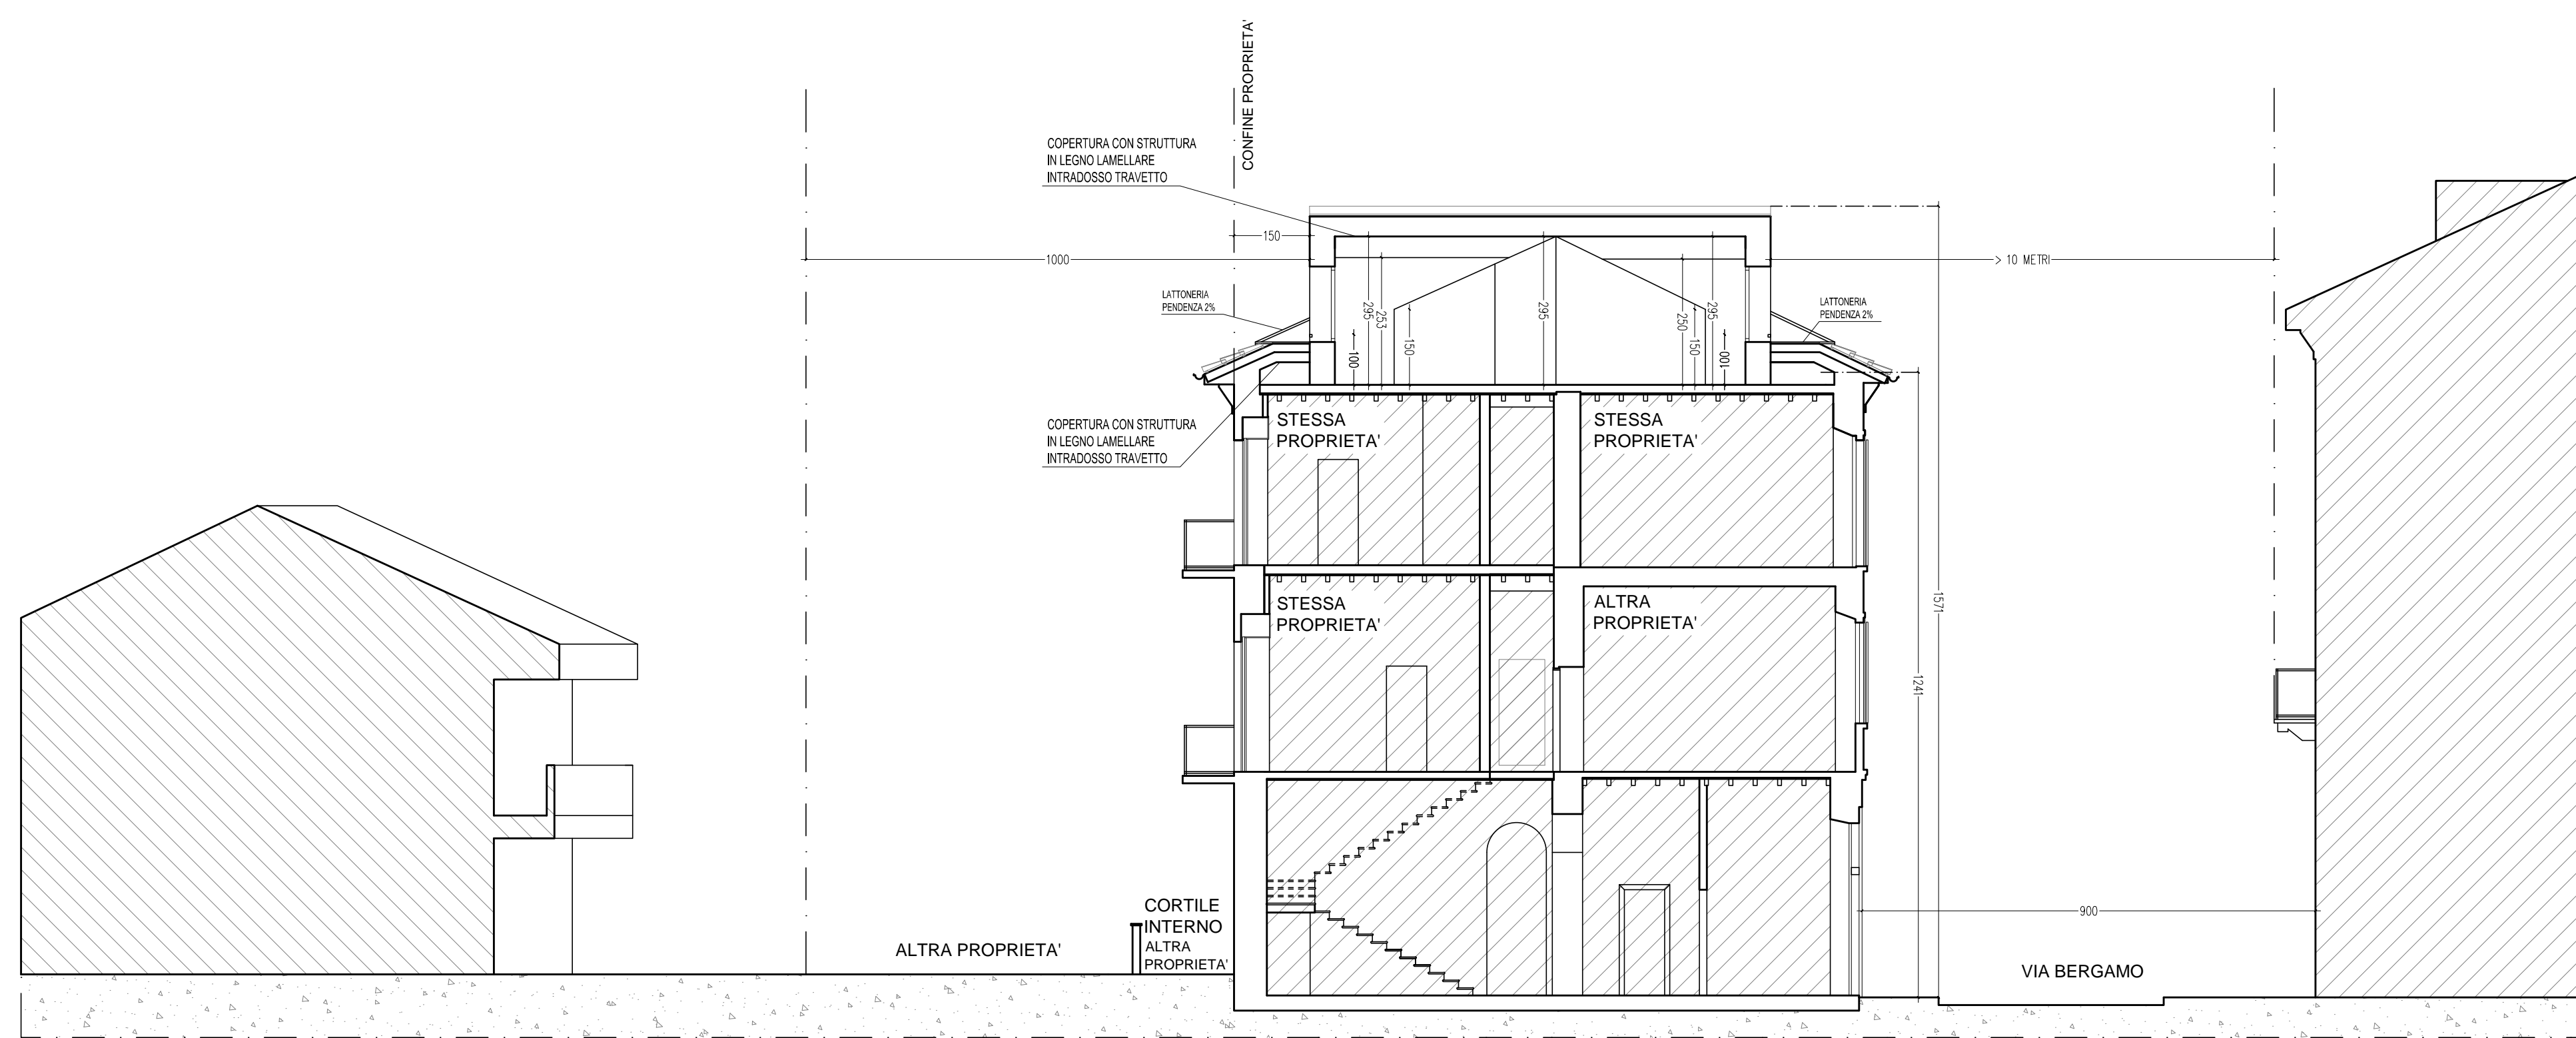 CONFINE PROPRIETA'
COPERTURA CON STRUTTURA
IN LEGNO LAMELLARE
INTRADOSSO TRAVETTO
150
1000
> 10 METRI
LATTONERIA
PENDENZA 2%
LATTONERIA
PENDENZA 2%
295
253
295
250
295
150
150
100
100
COPERTURA CON STRUTTURA
IN LEGNO LAMELLARE
INTRADOSSO TRAVETTO
STESSA
PROPRIETA'
STESSA
PROPRIETA'
STESSA
PROPRIETA'
ALTRA
PROPRIETA'
1571
1241
CORTILE
INTERNO
ALTRA
PROPRIETA'
ALTRA PROPRIETA'
900
VIA BERGAMO